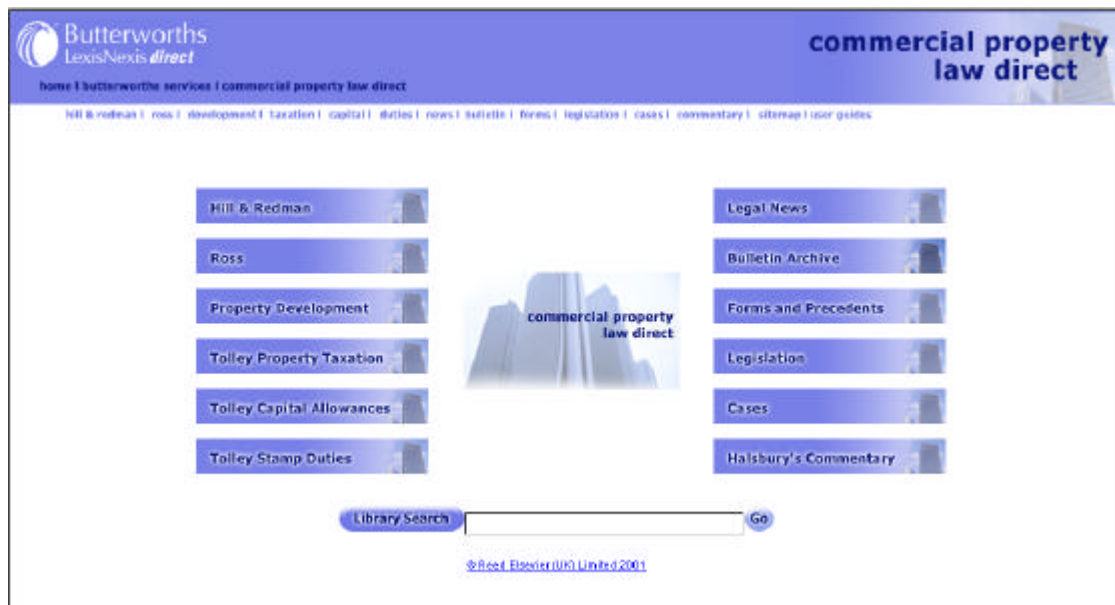 Butterworths
LexisNexis direct
commercial property
law direct
home | butterworths services | commercial property law direct
hill & redman | ross | development | taxation | capital | duties | news | bulletin | forms | legislation | cases | commentary | sitemap | user guides
Hill & Redman
Ross
Property Development
Tolley Property Taxation
Tolley Capital Allowances
Tolley Stamp Duties
commercial property
law direct
Legal News
Bulletin Archive
Forms and Precedents
Legislation
Cases
Halsbury's Commentary
Library Search
Go
© Reed Elsevier (UK) Limited 2001